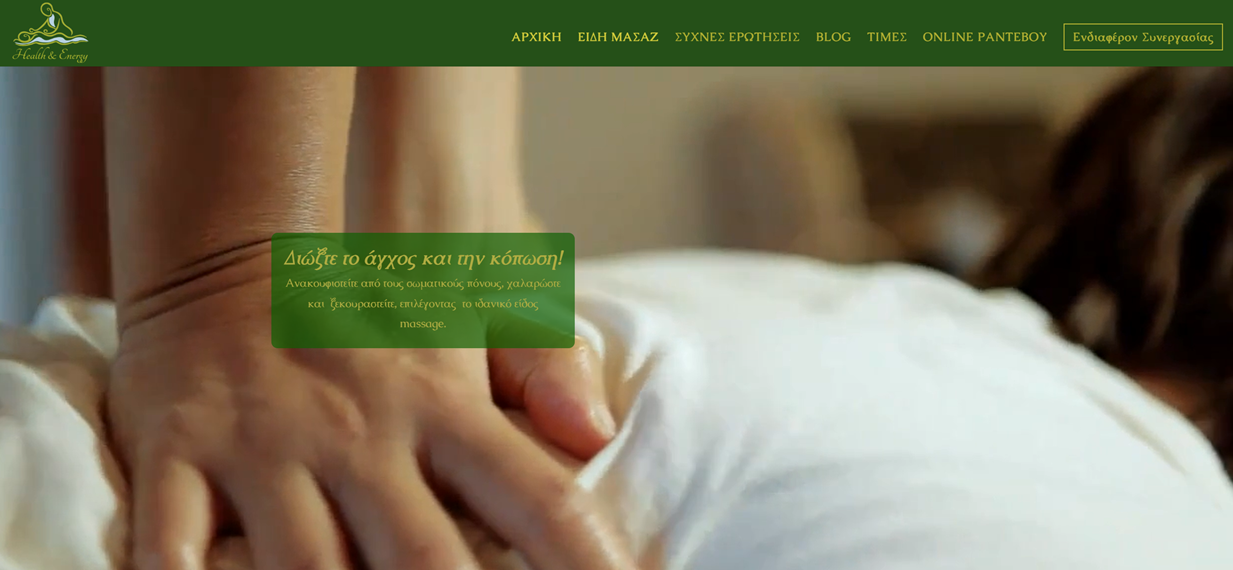 Health & Energy
ΑΡΧΙΚΗ ΕΙΔΗ ΜΑΣΑΖ ΣΥΧΝΕΣ ΕΡΩΤΗΣΕΙΣ BLOG ΤΙΜΕΣ ONLINE ΡΑΝΤΕΒΟΥ Ενδιαφέρον Συνεργασίας
Διώξτε το άγχος και την κόπωση!
Ανακουφιστείτε από τους σωματικούς πόνους, χαλαρώστε
και ξεκουραστείτε, επιλέγοντας το ιδανικό είδος
massage.